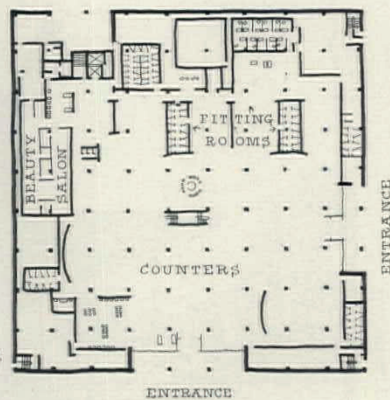 FITTING
ROOMS
BEAUTY
SALON
ENTRANCE
COUNTERS
ENTRANCE